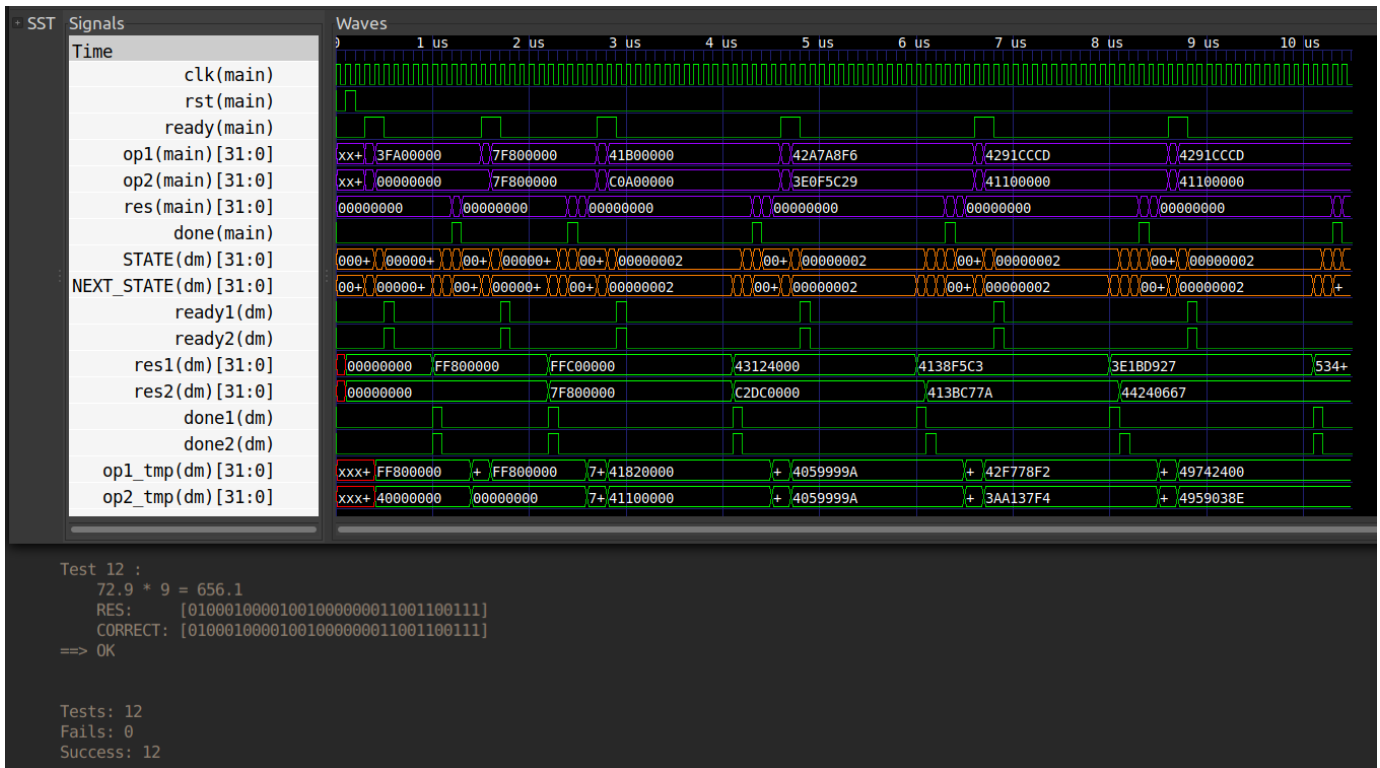 SST Signals Waves
Time 0 1 us 2 us 3 us 4 us 5 us 6 us 7 us 8 us 9 us 10 us
clk(main)
rst(main)
ready(main)
op1(main)[31:0] xx+ 3FA00000 7F800000 41B00000 42A7A8F6 4291CCCD 4291CCCD
op2(main)[31:0] xx+ 00000000 7F800000 C0A00000 3E0F5C29 41100000 41100000
res(main)[31:0] 00000000 00000000 00000000 00000000 00000000 00000000
done(main)
STATE(dm)[31:0] 000+ 00000+ 00+ 00000+ 00+ 00000002 00+ 00000002 00+ 00000002 00+ 00000002
NEXT_STATE(dm)[31:0] 00+ 00000+ 00+ 00000+ 00+ 00000002 00+ 00000002 00+ 00000002 00+ 00000002 +
ready1(dm)
ready2(dm)
res1(dm)[31:0] 00000000 FF800000 FFC00000 43124000 4138F5C3 3E1BD927 534+
res2(dm)[31:0] 00000000 7F800000 C2DC0000 413BC77A 44240667
done1(dm)
done2(dm)
op1_tmp(dm)[31:0] xxx+ FF800000 + FF800000 7+ 41820000 + 4059999A + 42F778F2 + 49742400
op2_tmp(dm)[31:0] xxx+ 40000000 00000000 7+ 41100000 + 4059999A + 3AA137F4 + 4959038E
Test 12 :
72.9 * 9 = 656.1
RES: [01000100001001000000011001100111]
CORRECT: [01000100001001000000011001100111]
==> OK
Tests: 12
Fails: 0
Success: 12